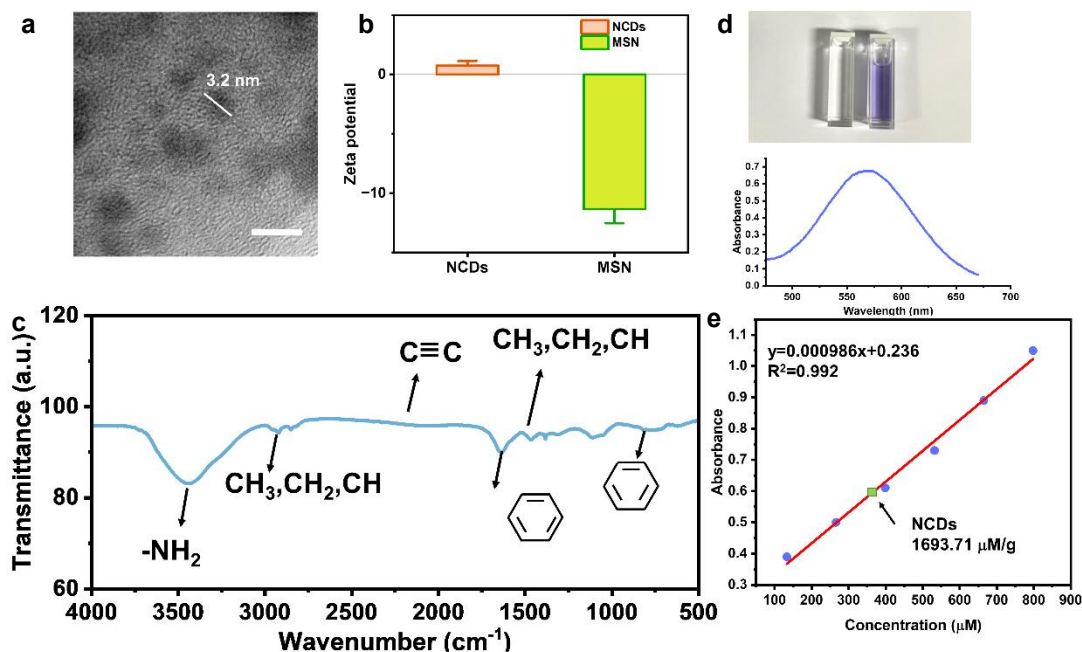 a
3.2 nm
b
NCDs
MSN
0
−10
Zeta potential
NCDs
MSN
d
0.8
0.7
0.6
0.5
0.4
0.3
0.2
0.1
0.0
Absorbance
500
550
600
650
700
Wavelength (nm)
c
120
100
80
60
Transmittance (a.u.)
C≡C
CH3,CH2,CH
CH3,CH2,CH
-NH2
4000
3500
3000
2500
2000
1500
1000
500
Wavenumber (cm-1)
e
y=0.000986x+0.236
R2=0.992
1.1
1.0
0.9
0.8
0.7
0.6
0.5
0.4
0.3
Absorbance
NCDs
1693.71 μM/g
100
200
300
400
500
600
700
800
900
Concentration (μM)